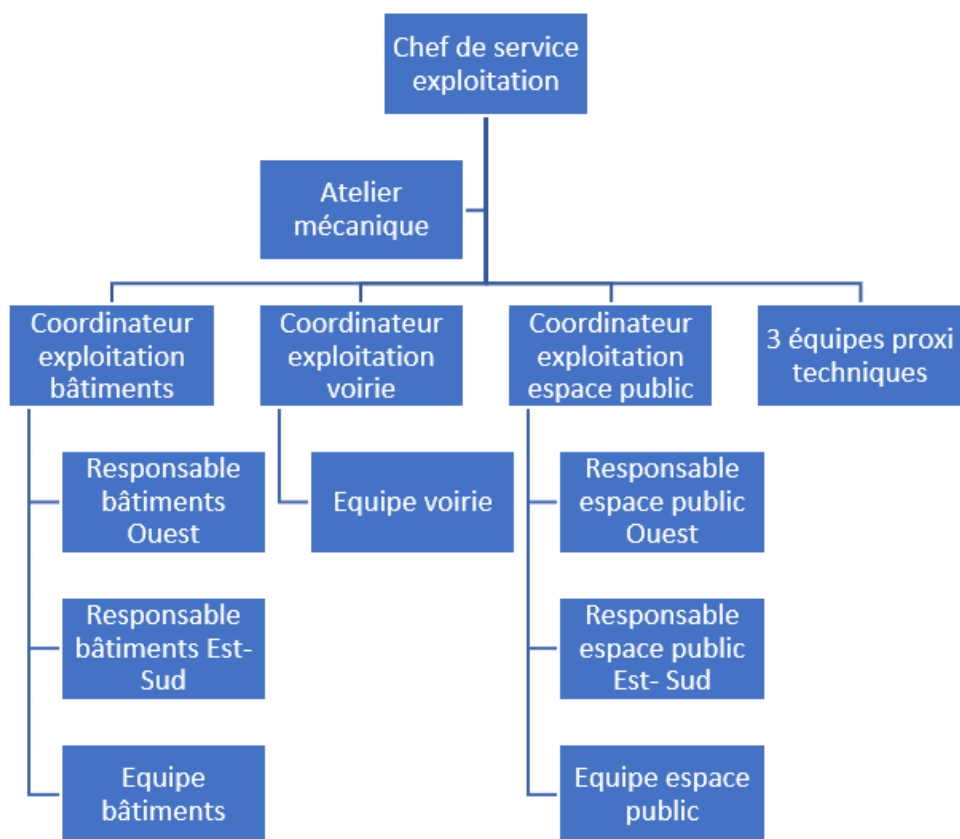 Chef de service
exploitation
Atelier
mécanique
Coordinateur
exploitation
bâtiments
Coordinateur
exploitation
voirie
Coordinateur
exploitation
espace public
3 équipes proxi
techniques
Responsable
bâtiments
Ouest
Equipe voirie
Responsable
espace public
Ouest
Responsable
bâtiments Est-
Sud
Responsable
espace public
Est- Sud
Equipe
bâtiments
Equipe espace
public